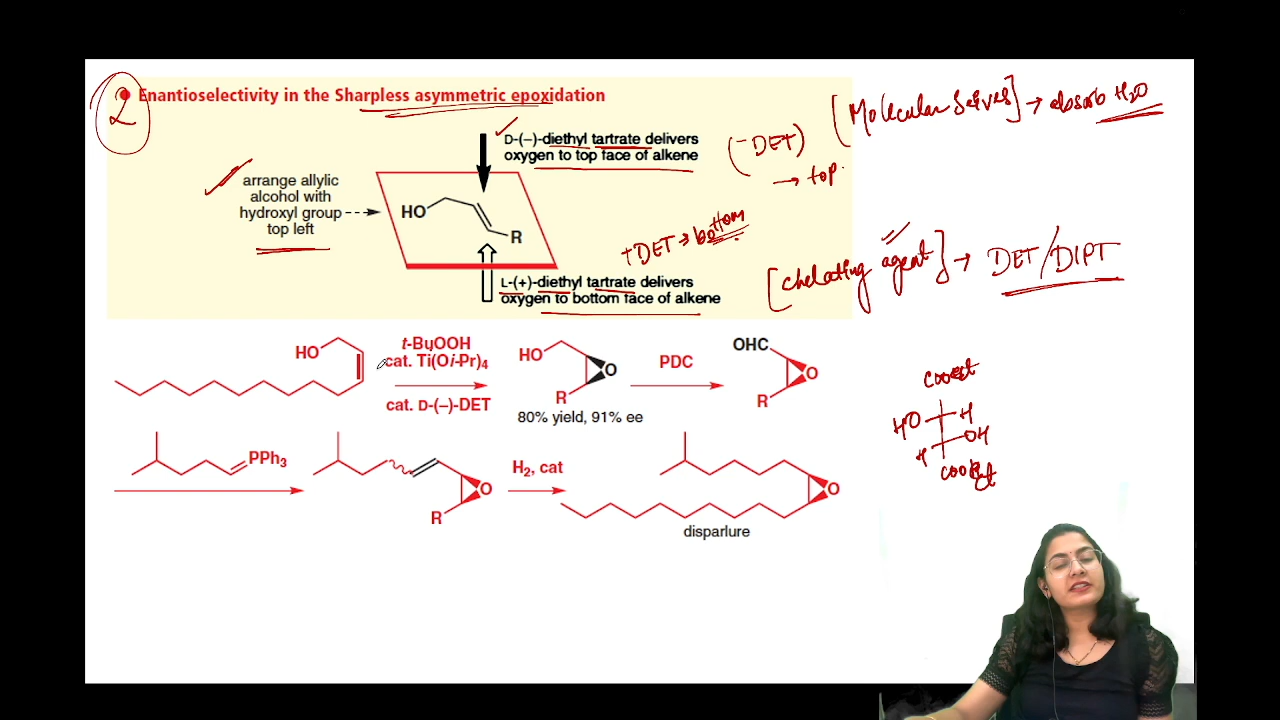 2
• Enantioselectivity in the Sharpless asymmetric epoxidation
[Molecular Seives] → absorb H2O
D-(–)-diethyl tartrate delivers
oxygen to top face of alkene
(-DET)
→ top.
arrange allylic
alcohol with
hydroxyl group
top left
HO
R
+DET → bottom
[Chelating agent] → DET/DIPT
L-(+)-diethyl tartrate delivers
oxygen to bottom face of alkene
HO
t-BuOOH
cat. Ti(Oi-Pr)4
cat. D-(–)-DET
HO
O
R
80% yield, 91% ee
PDC
OHC
O
R
COOEt
HO H
H OH
COOEt
PPh3
O
R
H2, cat
O
disparlure